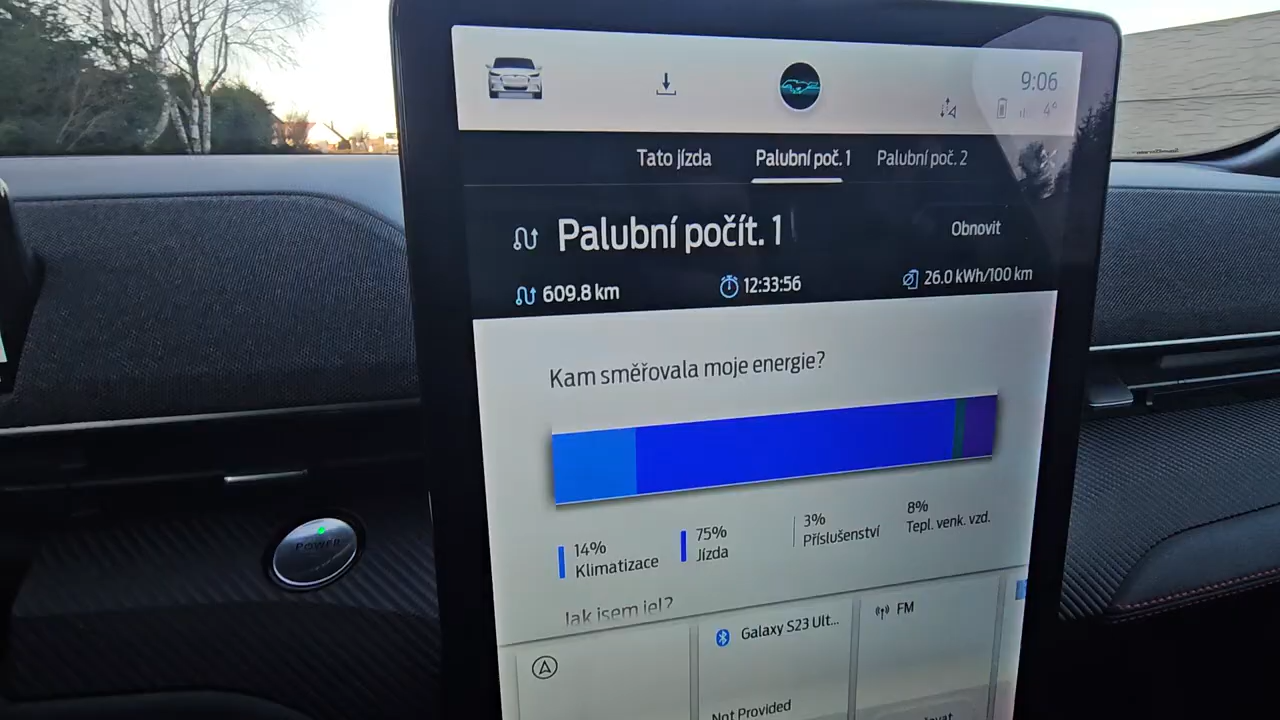 9:06
4°
Tato jízda
Palubní poč. 1
Palubní poč. 2
Palubní počít. 1
Obnovit
609.8 km
12:33:56
26.0 kWh/100 km
Kam směřovala moje energie?
14%
Klimatizace
75%
Jízda
3%
Příslušenství
8%
Tepl. venk. vzd.
Jak jsem jel?
POWER
Galaxy S23 Ult...
FM
Not Provided